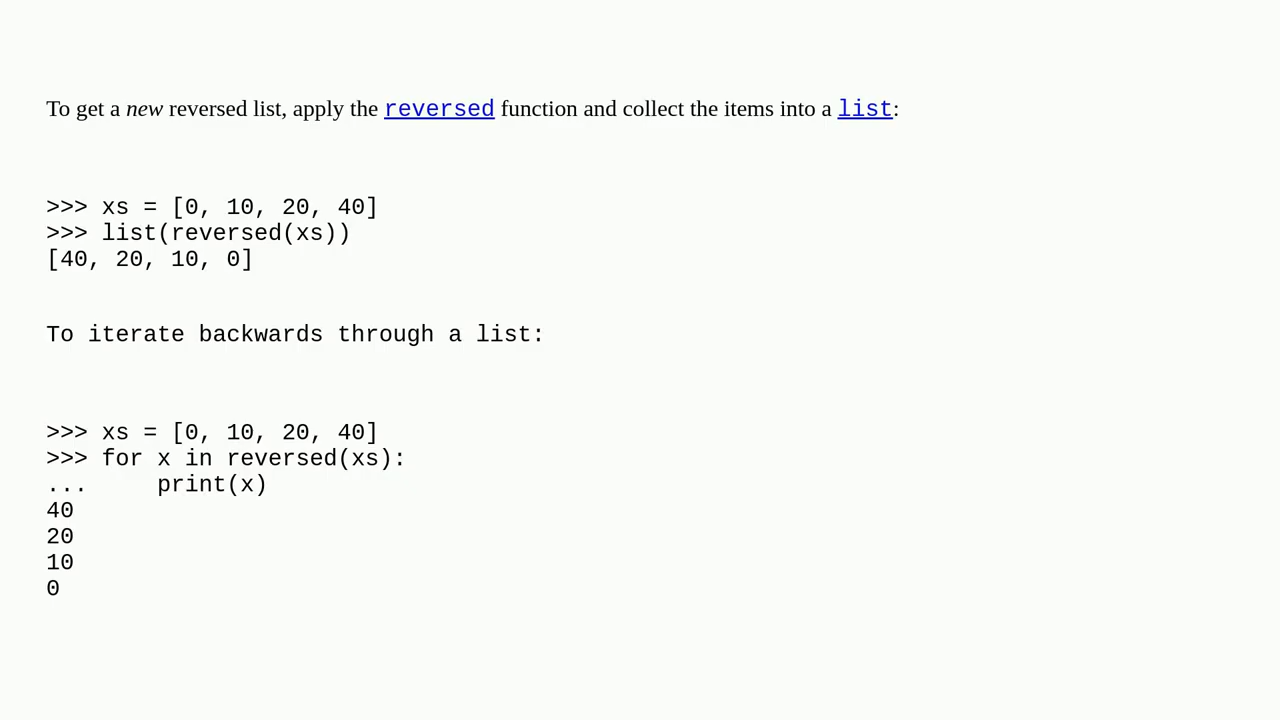 To get a new reversed list, apply the reversed function and collect the items into a list:
>>> xs = [0, 10, 20, 40]
>>> list(reversed(xs))
[40, 20, 10, 0]
To iterate backwards through a list:
>>> xs = [0, 10, 20, 40]
>>> for x in reversed(xs):
...     print(x)
40
20
10
0